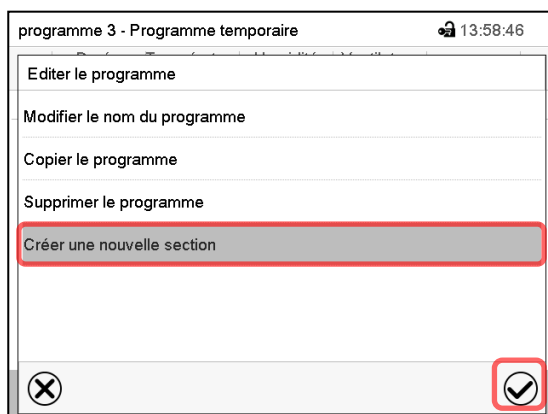 programme 3 - Programme temporaire 13:58:46
Editer le programme
Modifier le nom du programme
Copier le programme
Supprimer le programme
Créer une nouvelle section